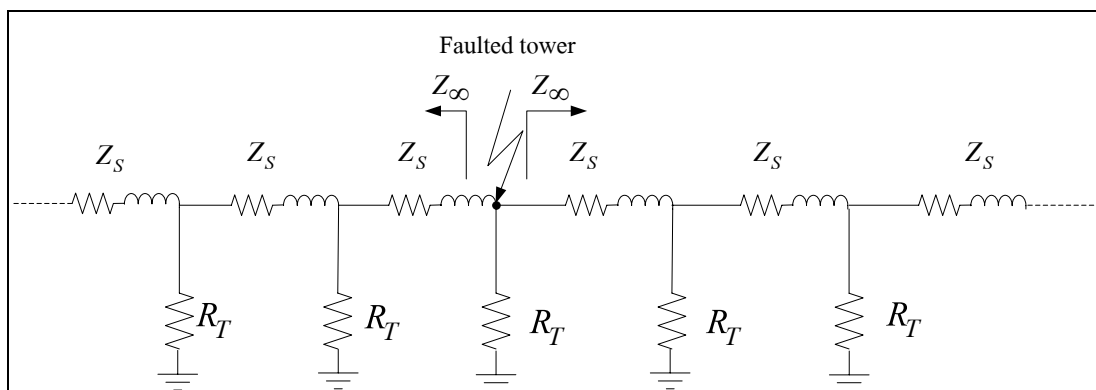 Faulted tower
Z∞ Z∞
Z_S Z_S Z_S Z_S Z_S Z_S
R_T R_T R_T R_T R_T